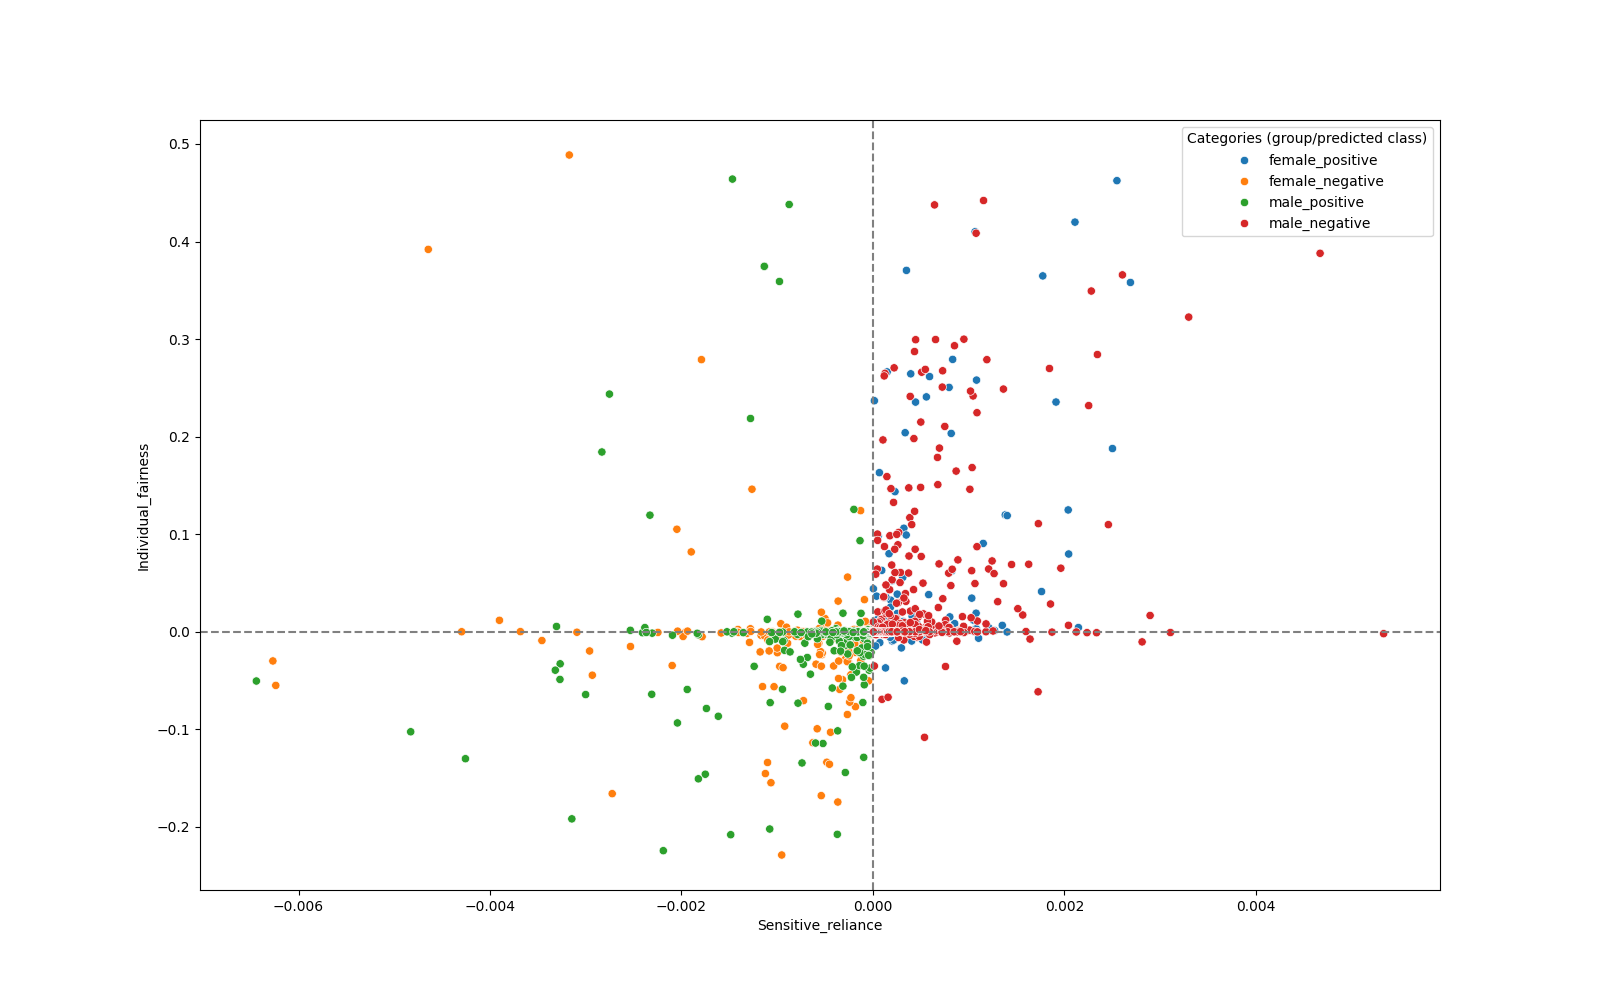 Categories (group/predicted class)
female_positive
female_negative
male_positive
male_negative
0.5
0.4
0.3
0.2
0.1
0.0
−0.1
−0.2
Individual_fairness
−0.006
−0.004
−0.002
0.000
0.002
0.004
Sensitive_reliance